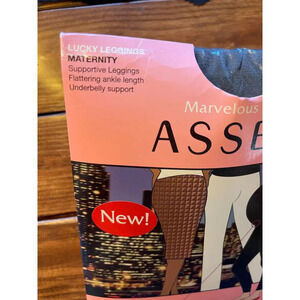 LUCKY LEGGINGS
MATERNITY
Supportive Leggings
Flattering ankle length
Underbelly support
Marvelous
ASSE
New!